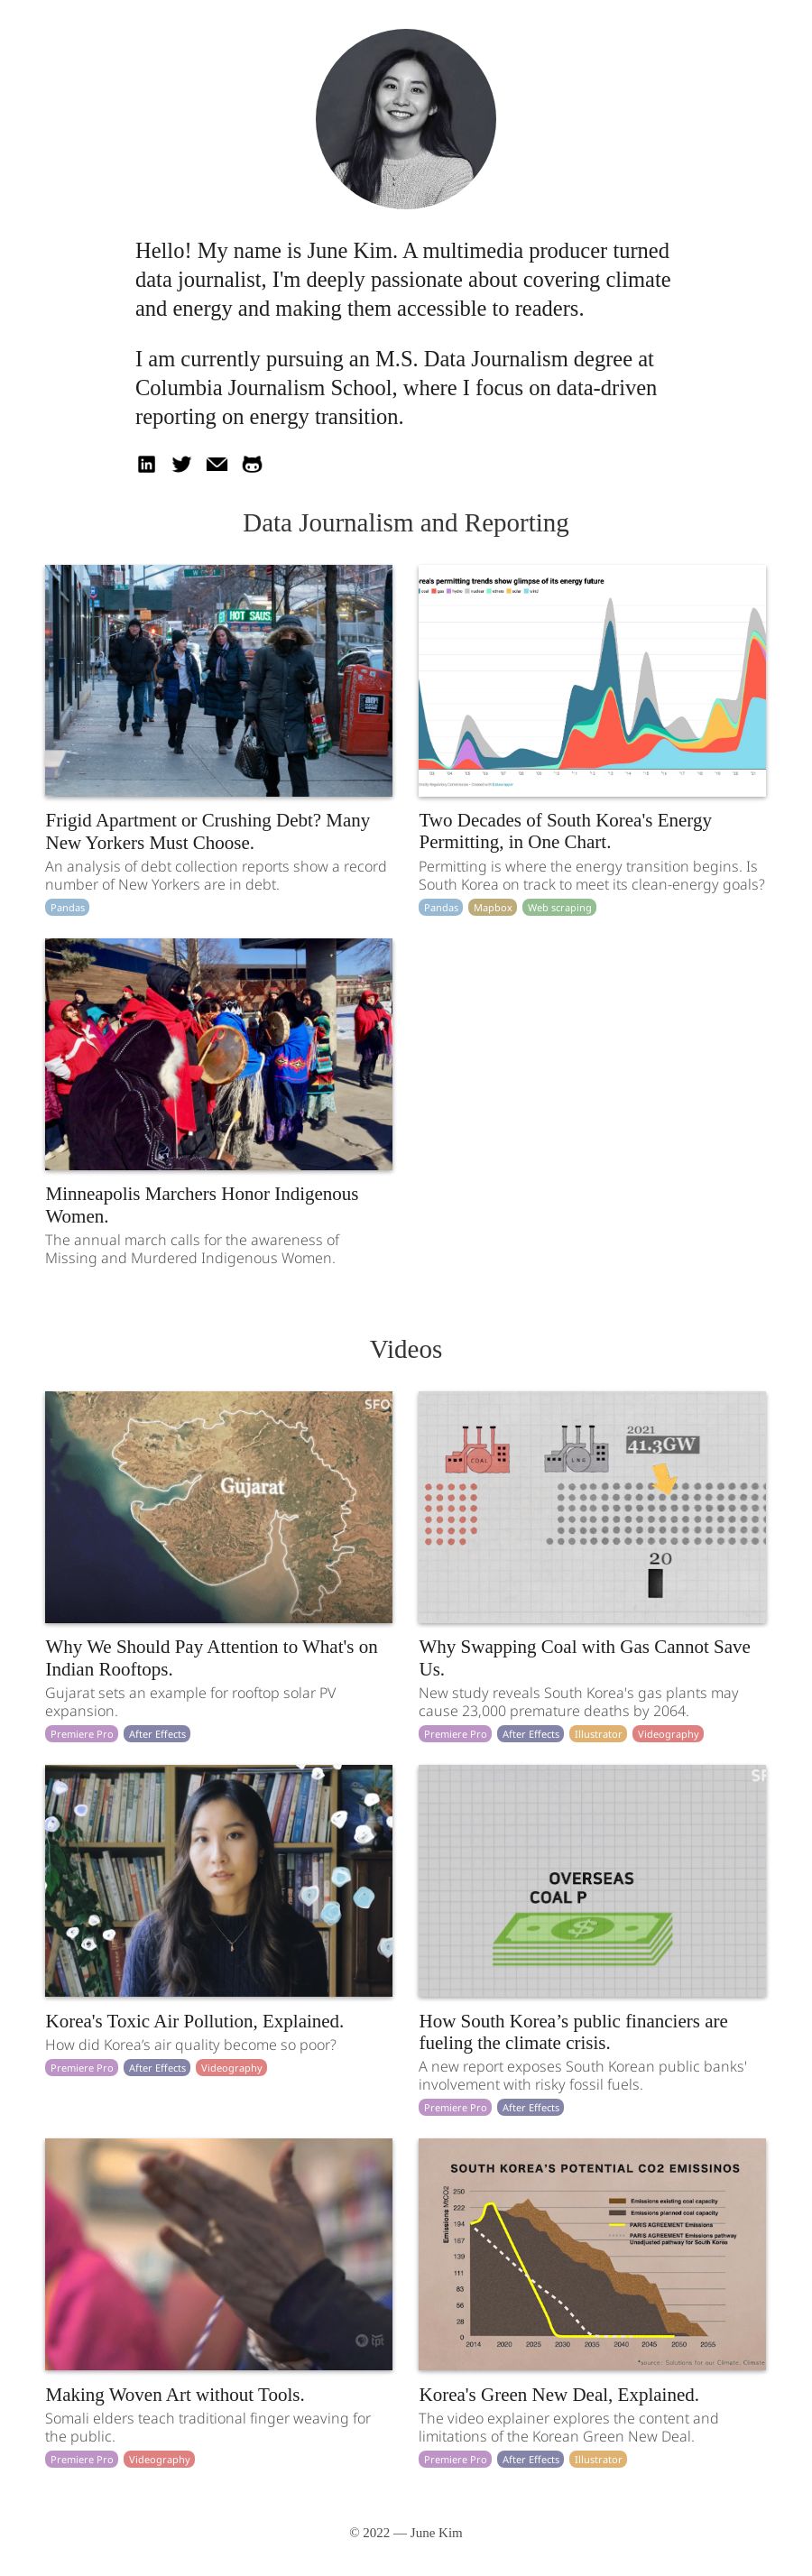 Hello! My name is June Kim. A multimedia producer turned
data journalist, I'm deeply passionate about covering climate
and energy and making them accessible to readers.
I am currently pursuing an M.S. Data Journalism degree at
Columbia Journalism School, where I focus on data-driven
reporting on energy transition.
Data Journalism and Reporting
HOT SAUS
Frigid Apartment or Crushing Debt? Many
New Yorkers Must Choose.
An analysis of debt collection reports show a record
number of New Yorkers are in debt.
Pandas
rea's permitting trends show glimpse of its energy future
Two Decades of South Korea's Energy
Permitting, in One Chart.
Permitting is where the energy transition begins. Is
South Korea on track to meet its clean-energy goals?
Pandas Mapbox Web scraping
Minneapolis Marchers Honor Indigenous
Women.
The annual march calls for the awareness of
Missing and Murdered Indigenous Women.
Videos
SFO
Gujarat
Why We Should Pay Attention to What's on
Indian Rooftops.
Gujarat sets an example for rooftop solar PV
expansion.
Premiere Pro After Effects
2021
41.3GW
COAL
LNG
20
Why Swapping Coal with Gas Cannot Save
Us.
New study reveals South Korea's gas plants may
cause 23,000 premature deaths by 2064.
Premiere Pro After Effects Illustrator Videography
Korea's Toxic Air Pollution, Explained.
How did Korea’s air quality become so poor?
Premiere Pro After Effects Videography
SF
OVERSEAS
COAL P
How South Korea’s public financiers are
fueling the climate crisis.
A new report exposes South Korean public banks'
involvement with risky fossil fuels.
Premiere Pro After Effects
Making Woven Art without Tools.
Somali elders teach traditional finger weaving for
the public.
Premiere Pro Videography
SOUTH KOREA'S POTENTIAL CO2 EMISSINOS
Emissions existing coal capacity
Emissions planned coal capacity
PARIS AGREEMENT Emissions
PARIS AGREEMENT Emissions pathway
Unadjusted pathway for South Korea
Emissions MtCO2
250
222
194
167
139
111
83
56
28
0
2014 2020 2025 2030 2035 2040 2045 2050 2055
*source: Solutions for our Climate, Climate
Korea's Green New Deal, Explained.
The video explainer explores the content and
limitations of the Korean Green New Deal.
Premiere Pro After Effects Illustrator
© 2022 — June Kim